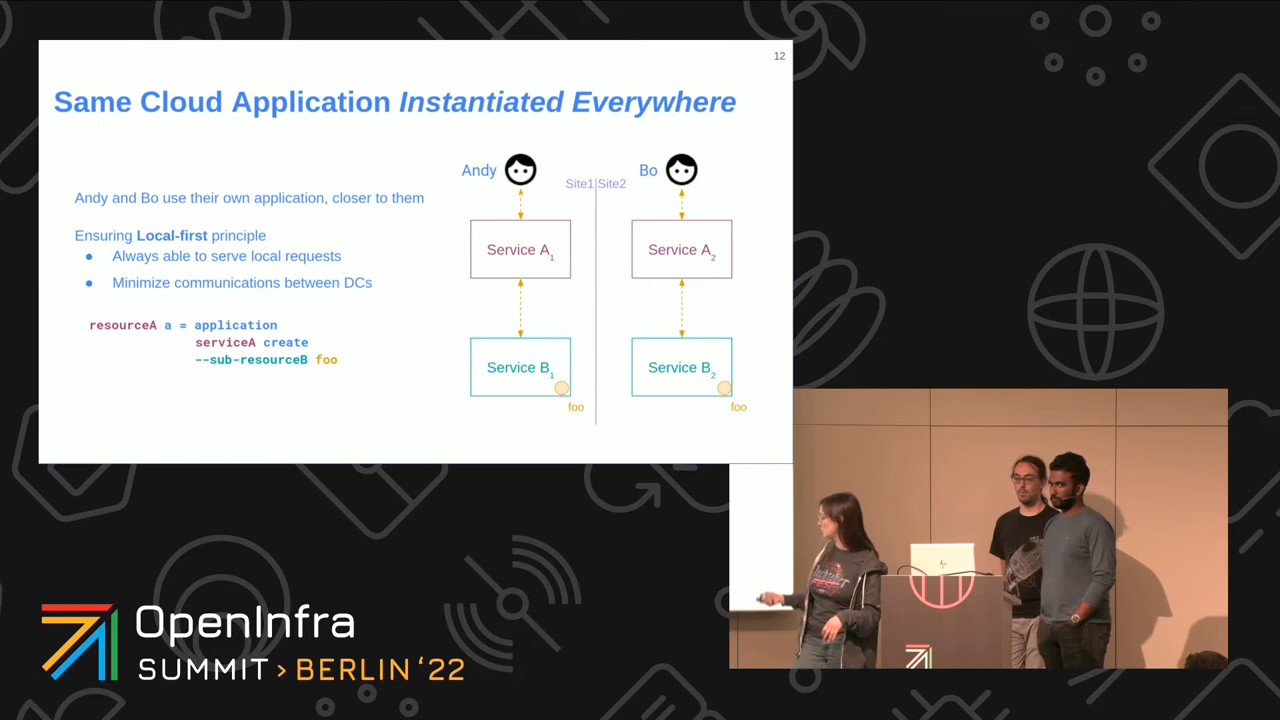 12
Same Cloud Application Instantiated Everywhere
Andy
Bo
Site1 Site2
Andy and Bo use their own application, closer to them
Ensuring Local-first principle
● Always able to serve local requests
● Minimize communications between DCs
resourceA a = application
serviceA create
--sub-resourceB foo
Service A1
Service A2
Service B1
Service B2
foo
foo
OpenInfra
SUMMIT > BERLIN '22